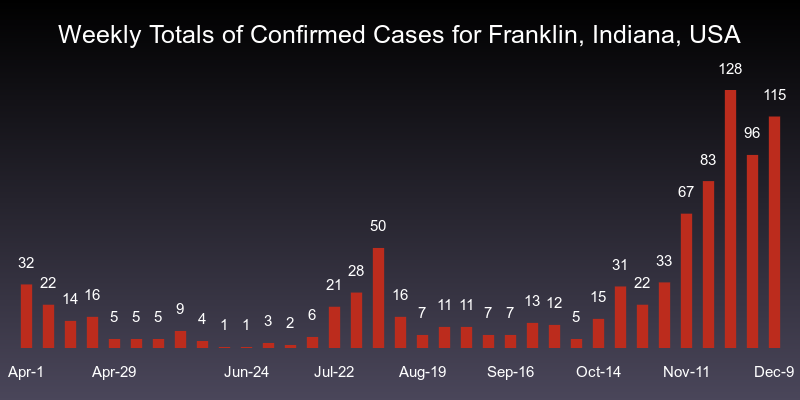 Weekly Totals of Confirmed Cases for Franklin, Indiana, USA
32 22 14 16 5 5 5 9 4 1 1 3 2 6 21 28 50 16 7 11 11 7 7 13 12 5 15 31 22 33 67 83 128 96 115
Apr-1 Apr-29 Jun-24 Jul-22 Aug-19 Sep-16 Oct-14 Nov-11 Dec-9